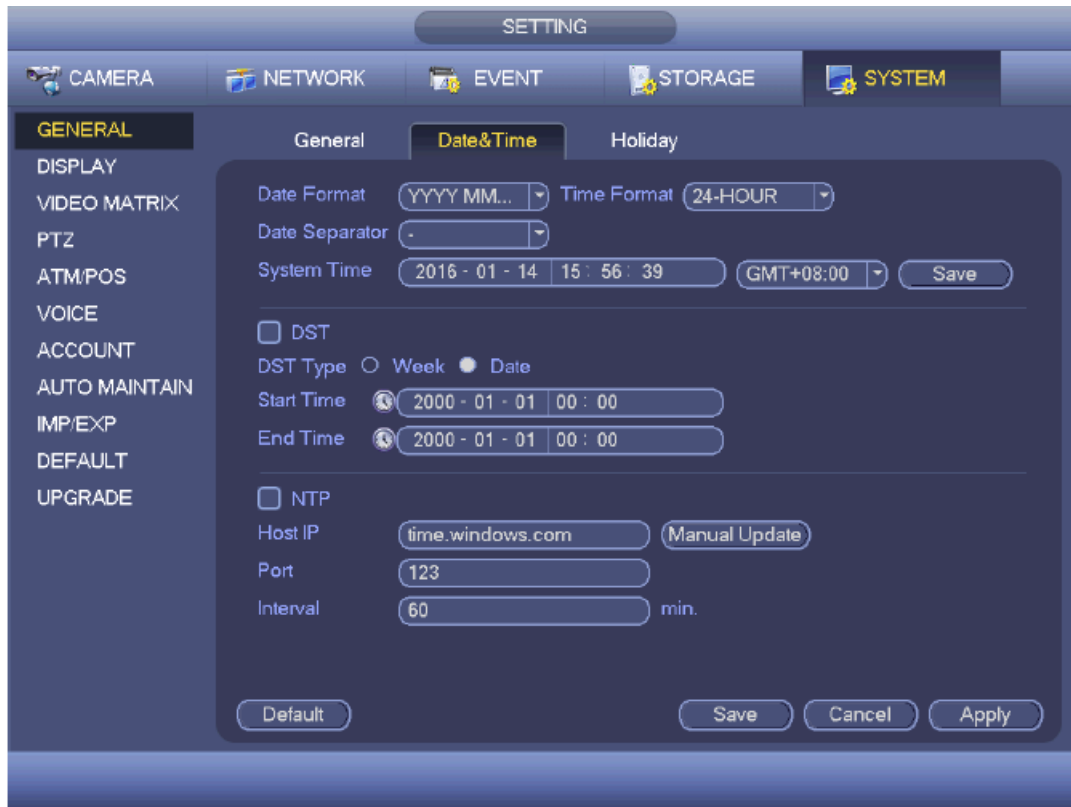 SETTING
CAMERA NETWORK EVENT STORAGE SYSTEM
GENERAL
DISPLAY
VIDEO MATRIX
PTZ
ATM/POS
VOICE
ACCOUNT
AUTO MAINTAIN
IMP/EXP
DEFAULT
UPGRADE
General Date&Time Holiday
Date Format YYYY MM... Time Format 24-HOUR
Date Separator -
System Time 2016 - 01 - 14 15 : 56 : 39 GMT+08:00 Save
DST
DST Type Week Date
Start Time 2000 - 01 - 01 00 : 00
End Time 2000 - 01 - 01 00 : 00
NTP
Host IP time.windows.com Manual Update
Port 123
Interval 60 min.
Default Save Cancel Apply